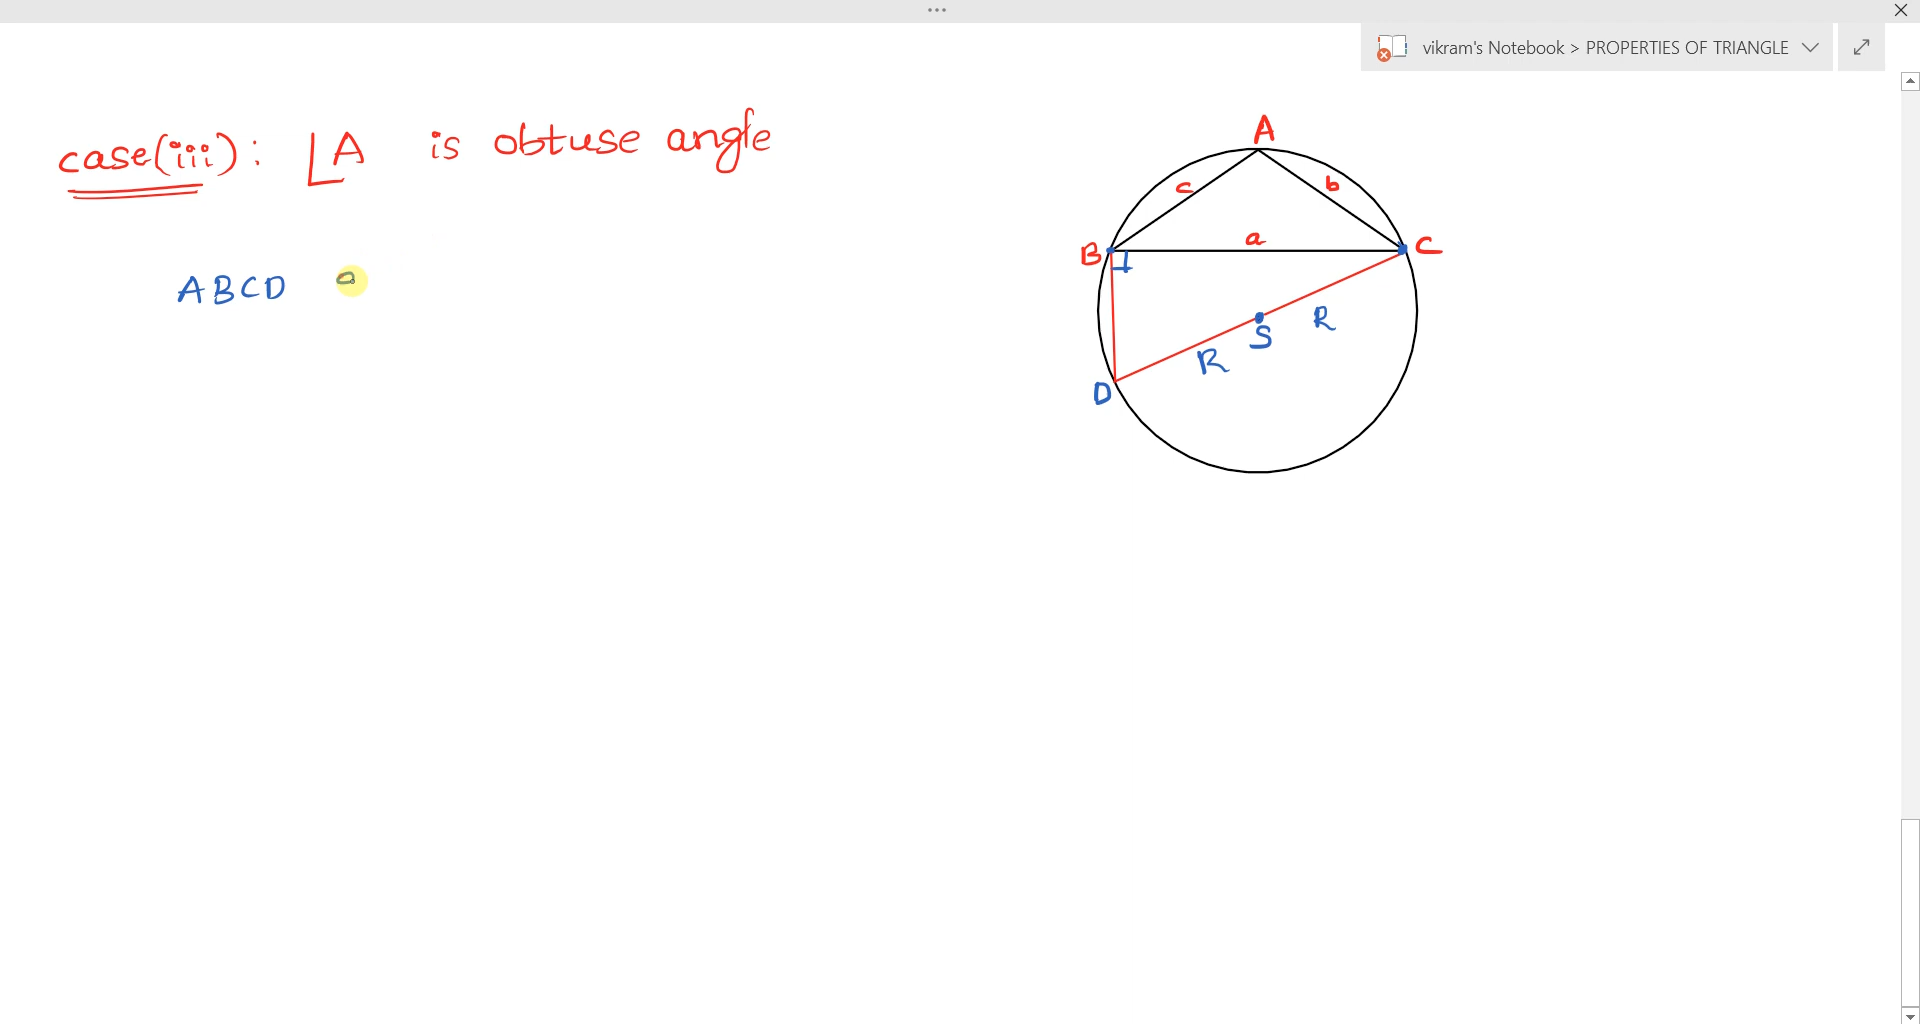 ...
vikram's Notebook > PROPERTIES OF TRIANGLE
case(iii): ∟A is obtuse angle
ABCD
A
c
b
B
a
C
S
R
R
D